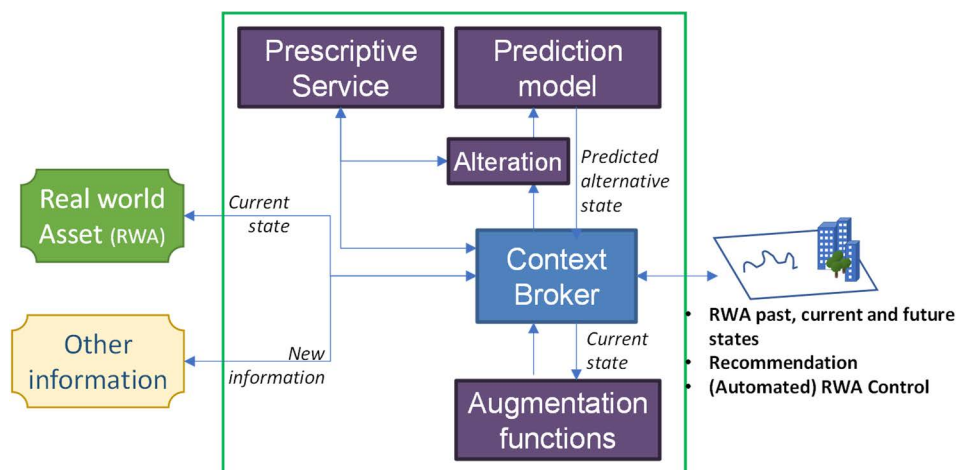 Prescriptive
Service
Prediction
model
Alteration
Predicted
alternative
state
Real world
Asset (RWA)
Current
state
Context
Broker
• RWA past, current and future
states
• Recommendation
• (Automated) RWA Control
Other
information
New
information
Current
state
Augmentation
functions